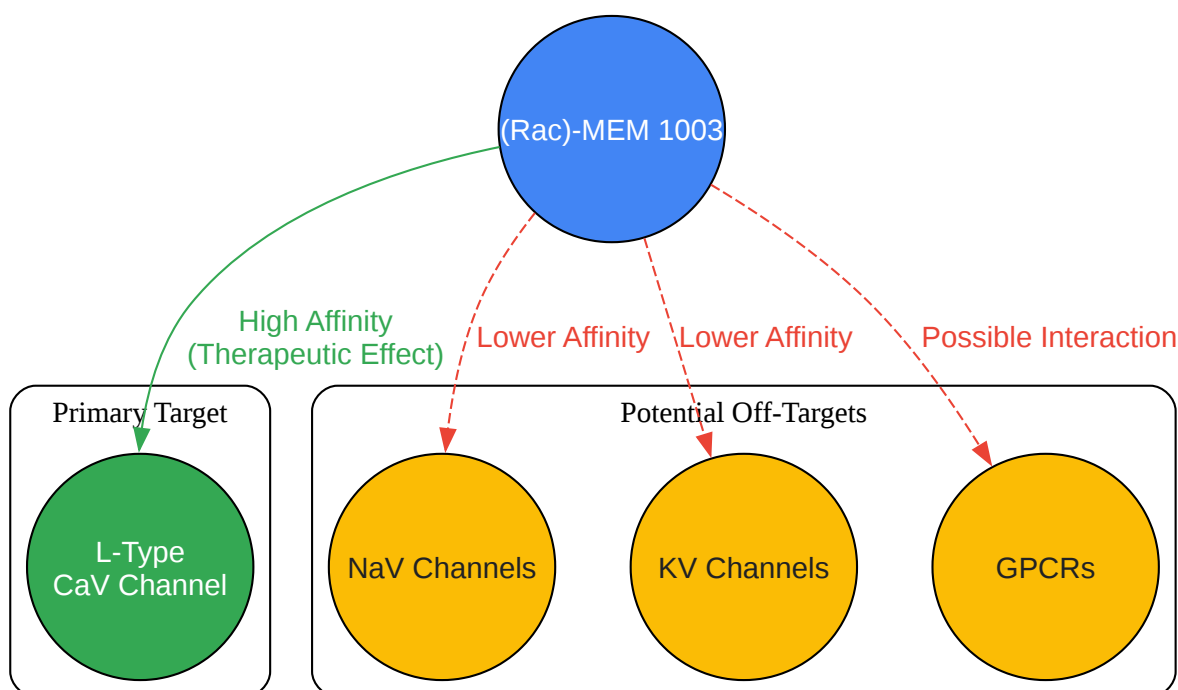 (Rac)-MEM 1003
High Affinity
(Therapeutic Effect)
Lower Affinity
Lower Affinity
Possible Interaction
Primary Target
Potential Off-Targets
L-Type
CaV Channel
NaV Channels
KV Channels
GPCRs